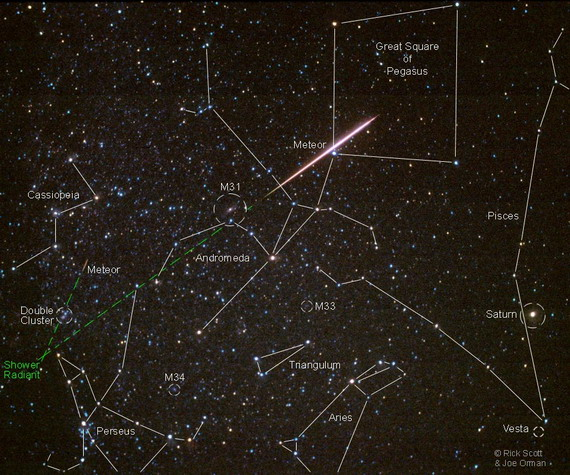 Great Square
of
Pegasus
Meteor
M31
Cassiopeia
Pisces
Andromeda
Meteor
M33
Double
Cluster
Saturn
Shower
Radiant
Triangulum
M34
Aries
Perseus
Vesta
© Rick Scott
& Joe Orman